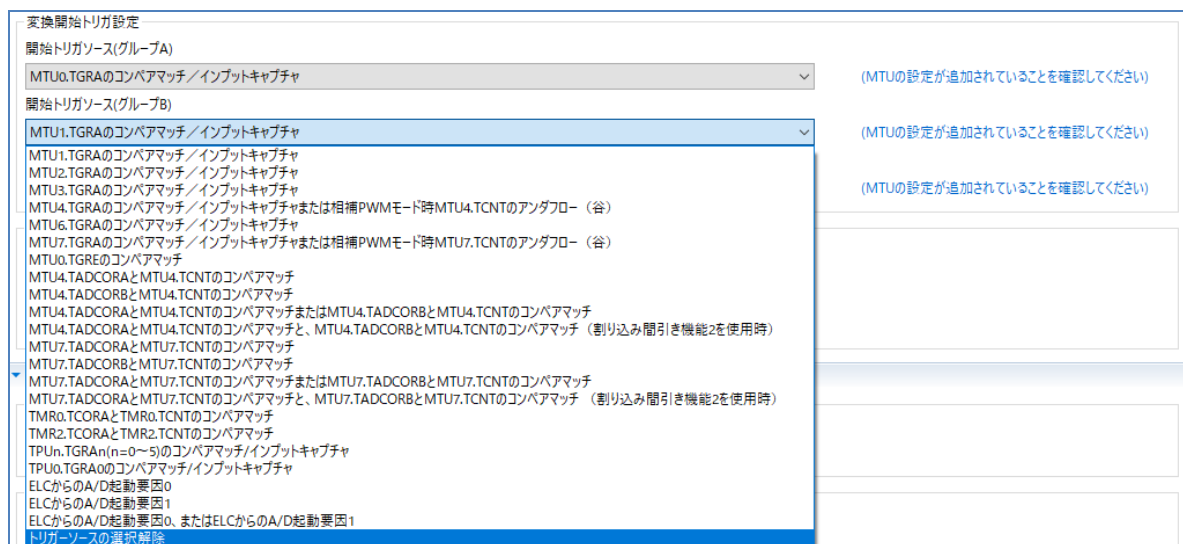 変換開始トリガ設定
開始トリガソース(グループA)
MTU0.TGRAのコンペアマッチ／インプットキャプチャ
(MTUの設定が追加されていることを確認してください)
開始トリガソース(グループB)
MTU1.TGRAのコンペアマッチ／インプットキャプチャ
(MTUの設定が追加されていることを確認してください)
MTU1.TGRAのコンペアマッチ／インプットキャプチャ
MTU2.TGRAのコンペアマッチ／インプットキャプチャ
MTU3.TGRAのコンペアマッチ／インプットキャプチャ
(MTUの設定が追加されていることを確認してください)
MTU4.TGRAのコンペアマッチ／インプットキャプチャまたは相補PWMモード時MTU4.TCNTのアンダフロー（谷）
MTU6.TGRAのコンペアマッチ／インプットキャプチャ
MTU7.TGRAのコンペアマッチ／インプットキャプチャまたは相補PWMモード時MTU7.TCNTのアンダフロー（谷）
MTU0.TGREのコンペアマッチ
MTU4.TADCORAとMTU4.TCNTのコンペアマッチ
MTU4.TADCORBとMTU4.TCNTのコンペアマッチ
MTU4.TADCORAとMTU4.TCNTのコンペアマッチまたはMTU4.TADCORBとMTU4.TCNTのコンペアマッチ
MTU4.TADCORAとMTU4.TCNTのコンペアマッチと、MTU4.TADCORBとMTU4.TCNTのコンペアマッチ（割り込み間引き機能2を使用時）
MTU7.TADCORAとMTU7.TCNTのコンペアマッチ
MTU7.TADCORBとMTU7.TCNTのコンペアマッチ
MTU7.TADCORAとMTU7.TCNTのコンペアマッチまたはMTU7.TADCORBとMTU7.TCNTのコンペアマッチ
MTU7.TADCORAとMTU7.TCNTのコンペアマッチと、MTU7.TADCORBとMTU7.TCNTのコンペアマッチ （割り込み間引き機能2を使用時）
TMR0.TCORAとTMR0.TCNTのコンペアマッチ
TMR2.TCORAとTMR2.TCNTのコンペアマッチ
TPUn.TGRAn(n=0～5)のコンペアマッチ/インプットキャプチャ
TPU0.TGRA0のコンペアマッチ/インプットキャプチャ
ELCからのA/D起動要因0
ELCからのA/D起動要因1
ELCからのA/D起動要因0、またはELCからのA/D起動要因1
トリガーソースの選択解除